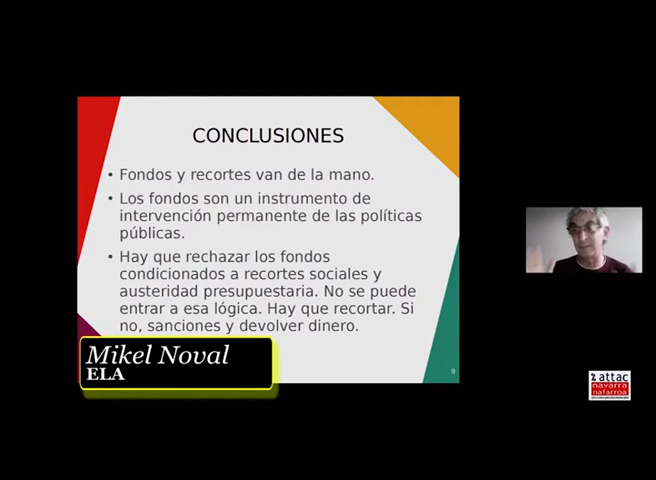 CONCLUSIONES
• Fondos y recortes van de la mano.
• Los fondos son un instrumento de
intervención permanente de las políticas
públicas.
• Hay que rechazar los fondos
condicionados a recortes sociales y
austeridad presupuestaria. No se puede
entrar a esa lógica. Hay que recortar. Si
no, sanciones y devolver dinero.
Mikel Noval
ELA
9
attac
navarra
nafarroa